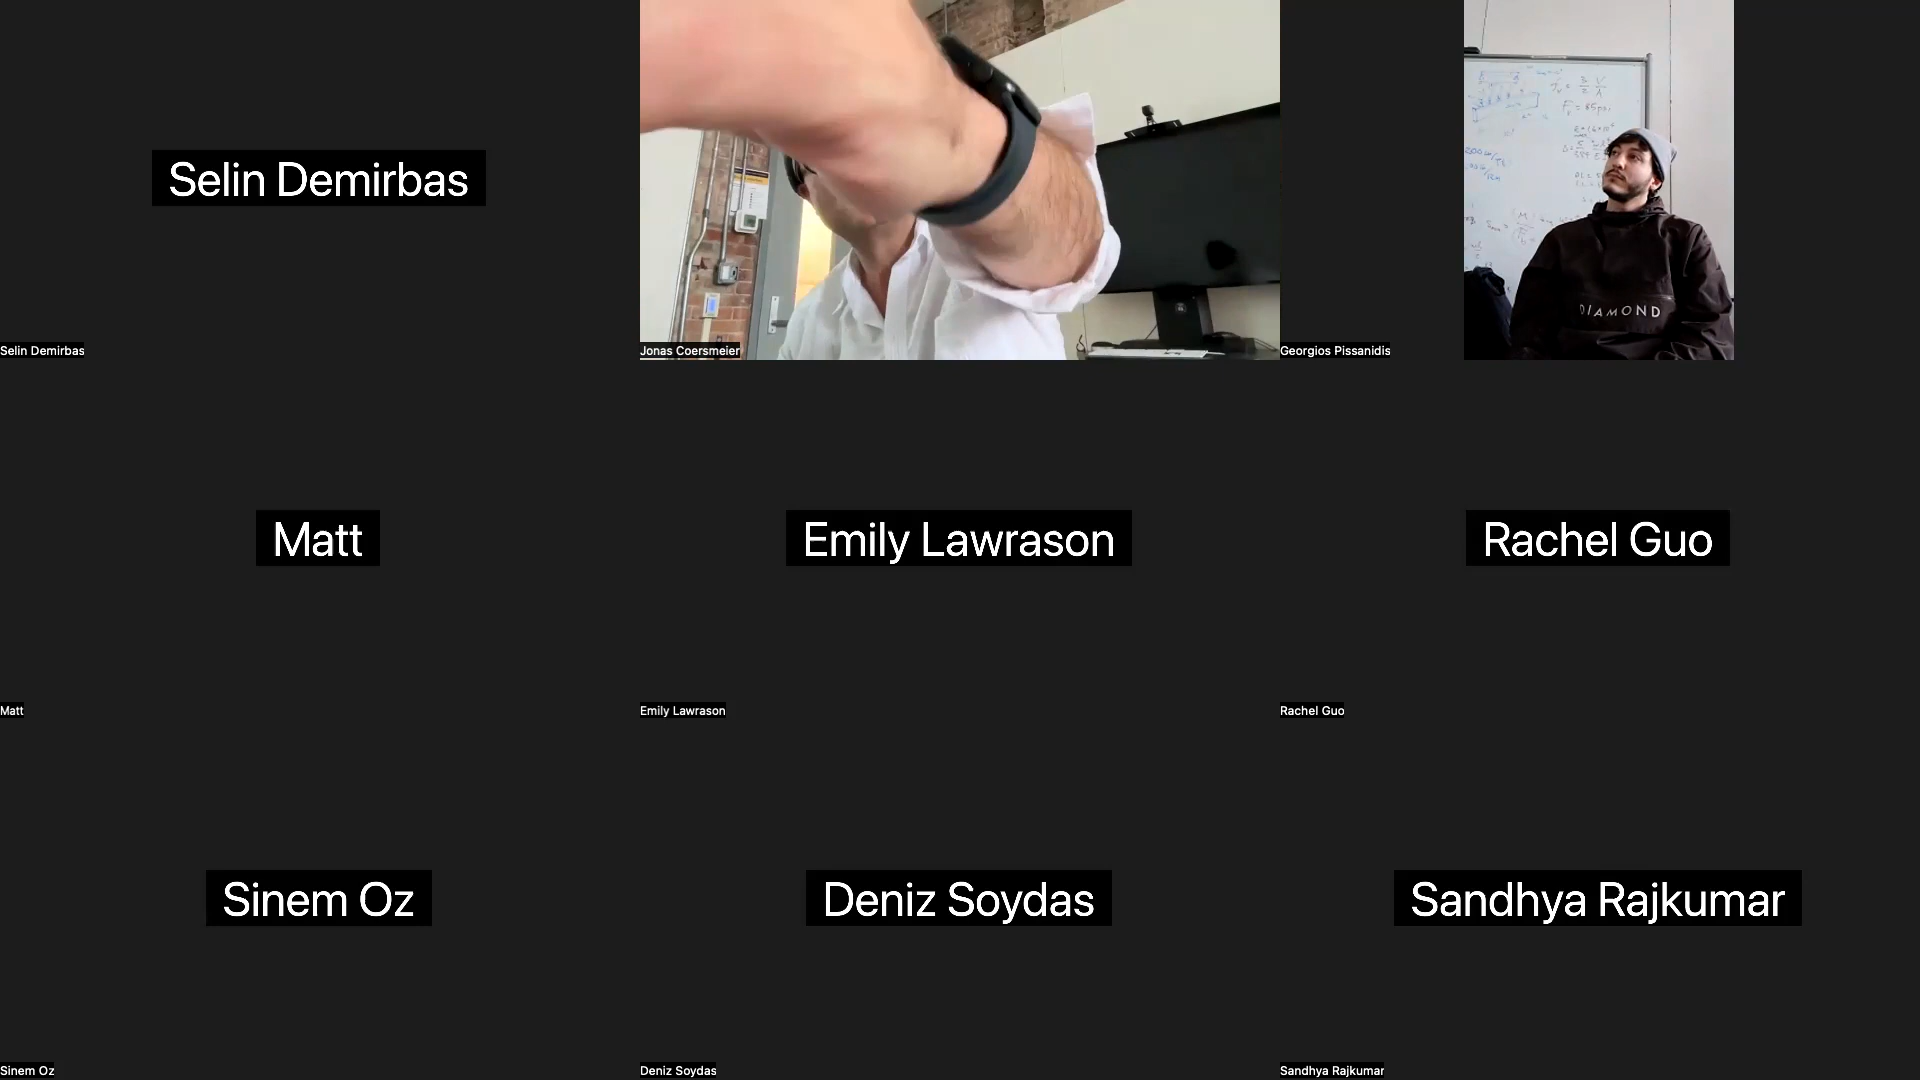 Selin Demirbas
Selin Demirbas
Jonas Coersmeier
DIAMOND
Georgios Pissanidis
Matt
Matt
Emily Lawrason
Emily Lawrason
Rachel Guo
Rachel Guo
Sinem Oz
Sinem Oz
Deniz Soydas
Deniz Soydas
Sandhya Rajkumar
Sandhya Rajkumar